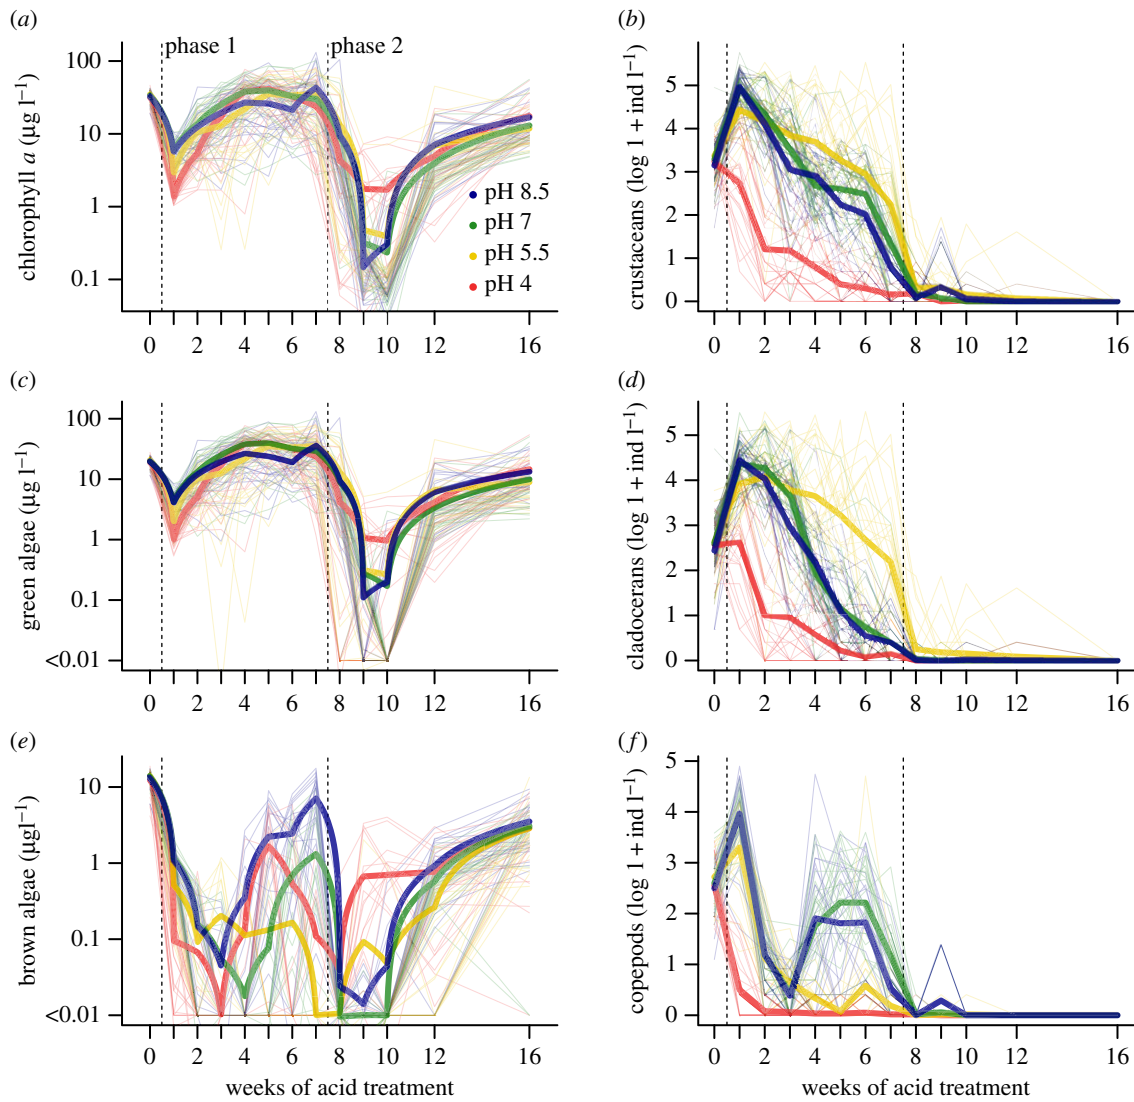 (a)
phase 1
phase 2
chlorophyll a (µg l−1)
100
10
1
0.1
pH 8.5
pH 7
pH 5.5
pH 4
0 2 4 6 8 10 12 16
(b)
crustaceans (log 1 + ind l−1)
5
4
3
2
1
0
0 2 4 6 8 10 12 16
(c)
green algae (µg l−1)
100
10
1
0.1
<0.01
0 2 4 6 8 10 12 16
(d)
cladocerans (log 1 + ind l−1)
5
4
3
2
1
0
0 2 4 6 8 10 12 16
(e)
brown algae (µgl−1)
10
1
0.1
<0.01
0 2 4 6 8 10 12 16
weeks of acid treatment
(f)
copepods (log 1 + ind l−1)
5
4
3
2
1
0
0 2 4 6 8 10 12 16
weeks of acid treatment